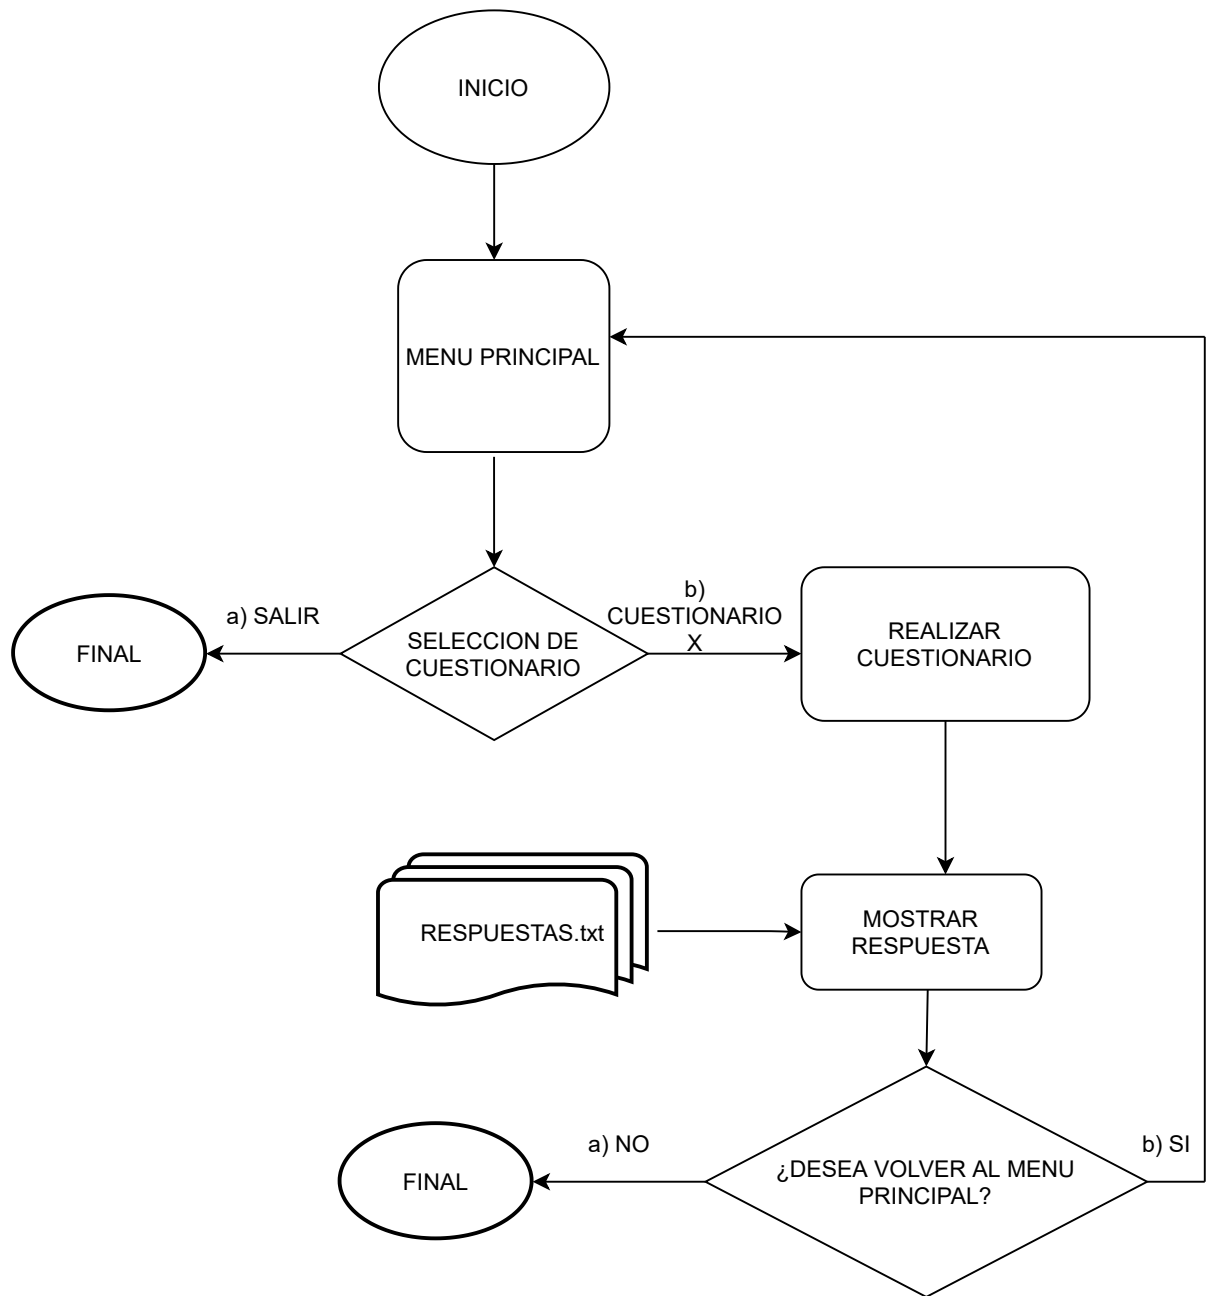 INICIO
MENU PRINCIPAL
a) SALIR
FINAL
SELECCION DE
CUESTIONARIO
b)
CUESTIONARIO
X
REALIZAR
CUESTIONARIO
RESPUESTAS.txt
MOSTRAR
RESPUESTA
¿DESEA VOLVER AL MENU
PRINCIPAL?
a) NO
FINAL
b) SI